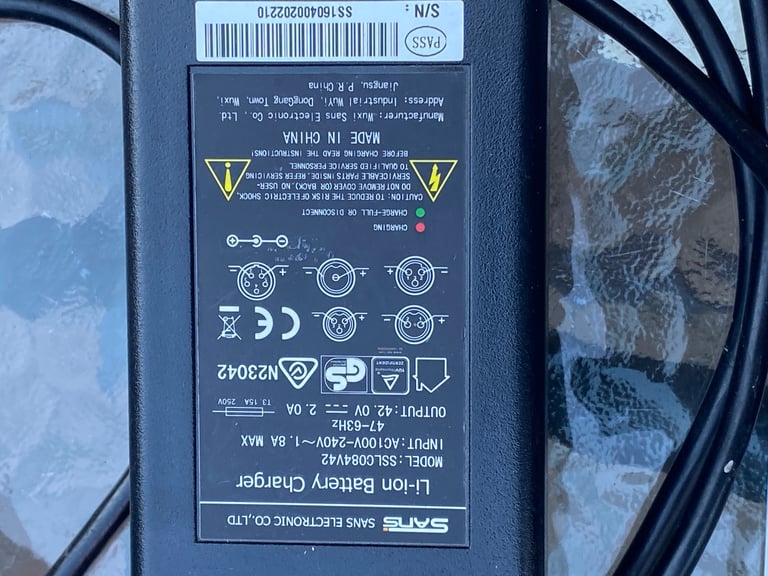 SANS SANS ELECTRONIC CO.,LTD
Li-ion Battery Charger
MODEL:SSLC084V42
INPUT:AC100V-240V~1.8A MAX
47-63Hz
OUTPUT:42.0V 2.0A
T3.15A 250V
GS N23042
CE
CHARGING
CHARGE-FULL OR DISCONNECT
CAUTION: TO REDUCE THE RISK OF ELECTRIC SHOCK.
DO NOT REMOVE COVER (OR BACK). NO USER-
SERVICEABLE PARTS INSIDE. REFER SERVICING
TO QUALIFIED SERVICE PERSONNEL.
BEFORE CHARGING READ THE INSTRUCTIONS!
MADE IN CHINA
Manufacturer: Wuxi Sans Electronic Co., Ltd.
Address: Industrial WuYi, DongGang Town, Wuxi,
Jiangsu, P.R.China
PASS
S/N: SS160400202210